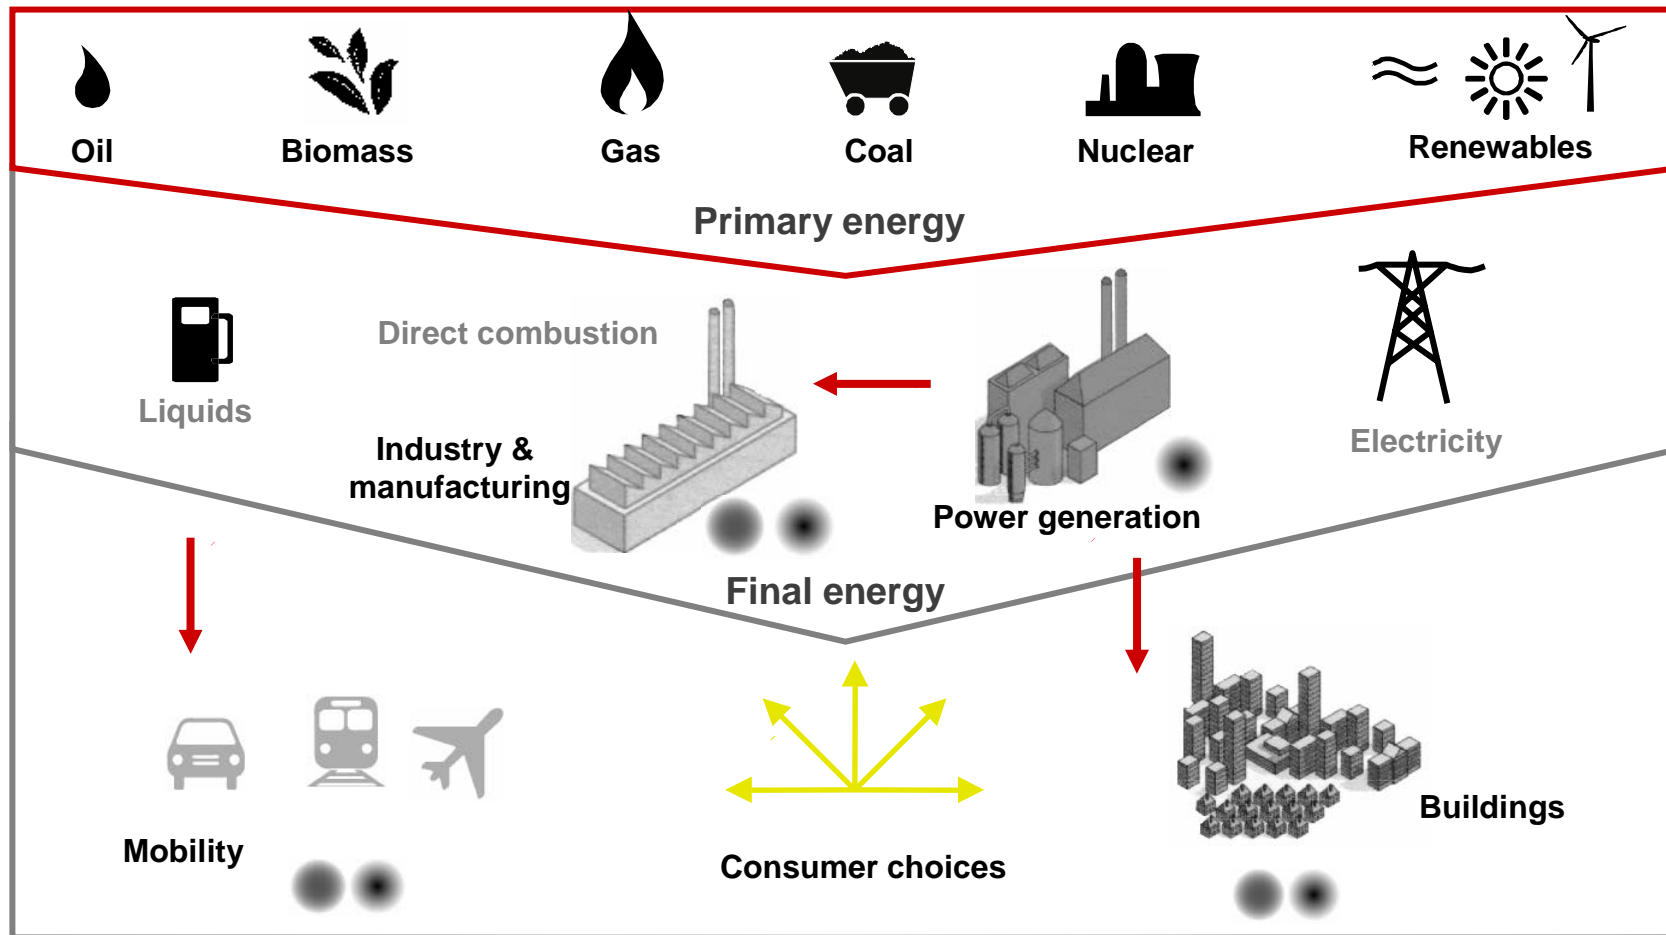 Oil
Biomass
Gas
Coal
Nuclear
Renewables
Primary energy
Direct combustion
Liquids
Electricity
Industry &
manufacturing
Power generation
Final energy
Mobility
Consumer choices
Buildings